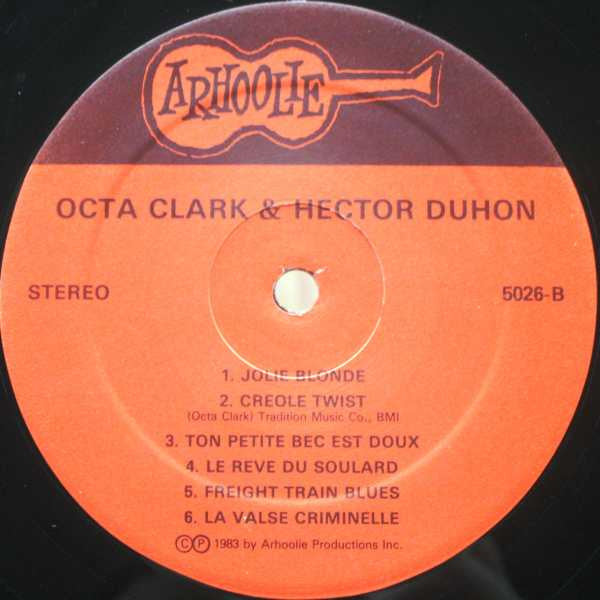 ARHOOLIE
OCTA CLARK & HECTOR DUHON
STEREO
5026-B
1. JOLIE BLONDE
2. CREOLE TWIST
(Octa Clark) Tradition Music Co., BMI
3. TON PETITE BEC EST DOUX
4. LE REVE DU SOULARD
5. FREIGHT TRAIN BLUES
6. LA VALSE CRIMINELLE
Ⓒ Ⓟ 1983 by Arhoolie Productions Inc.